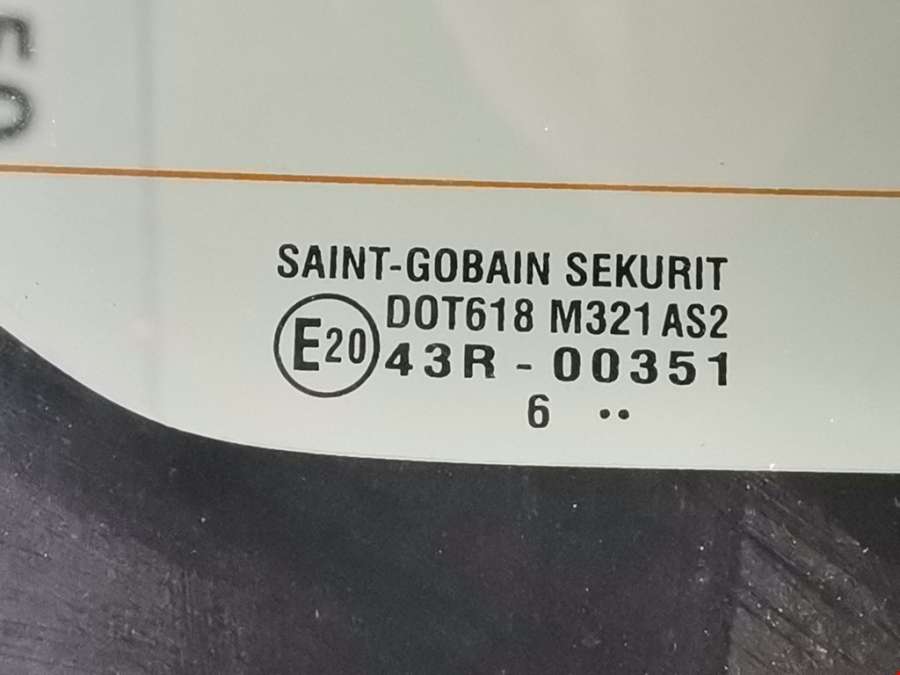 SAINT-GOBAIN SEKURIT
E20 DOT618 M321 AS2
43R - 00351
6 ••